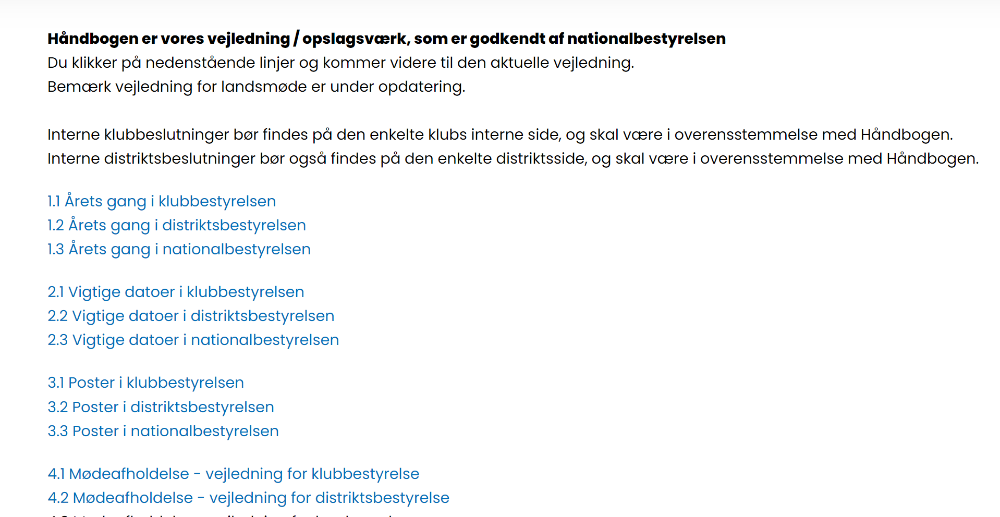 Håndbogen er vores vejledning / opslagsværk, som er godkendt af nationalbestyrelsen
Du klikker på nedenstående linjer og kommer videre til den aktuelle vejledning.
Bemærk vejledning for landsmøde er under opdatering.
Interne klubbeslutninger bør findes på den enkelte klubs interne side, og skal være i overensstemmelse med Håndbogen.
Interne distriktsbeslutninger bør også findes på den enkelte distriktsside, og skal være i overensstemmelse med Håndbogen.
1.1 Årets gang i klubbestyrelsen
1.2 Årets gang i distriktsbestyrelsen
1.3 Årets gang i nationalbestyrelsen
2.1 Vigtige datoer i klubbestyrelsen
2.2 Vigtige datoer i distriktsbestyrelsen
2.3 Vigtige datoer i nationalbestyrelsen
3.1 Poster i klubbestyrelsen
3.2 Poster i distriktsbestyrelsen
3.3 Poster i nationalbestyrelsen
4.1 Mødeafholdelse - vejledning for klubbestyrelse
4.2 Mødeafholdelse - vejledning for distriktsbestyrelse